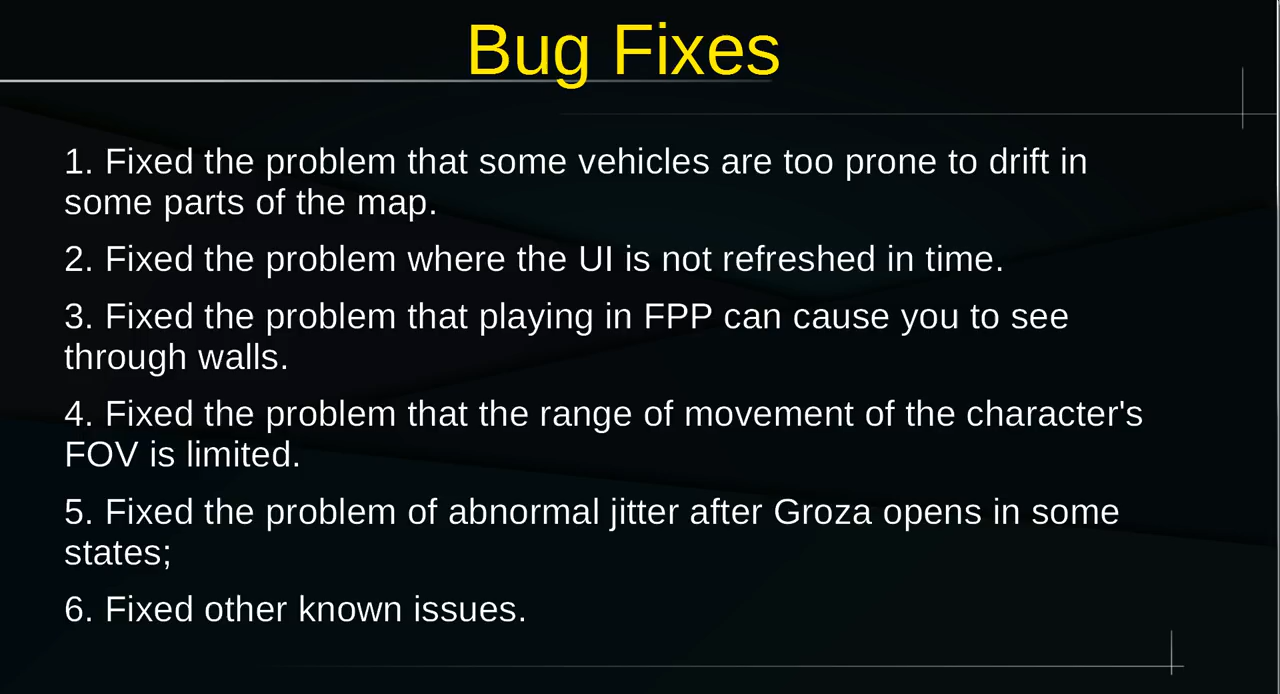 Bug Fixes
1. Fixed the problem that some vehicles are too prone to drift in
some parts of the map.
2. Fixed the problem where the UI is not refreshed in time.
3. Fixed the problem that playing in FPP can cause you to see
through walls.
4. Fixed the problem that the range of movement of the character's
FOV is limited.
5. Fixed the problem of abnormal jitter after Groza opens in some
states;
6. Fixed other known issues.